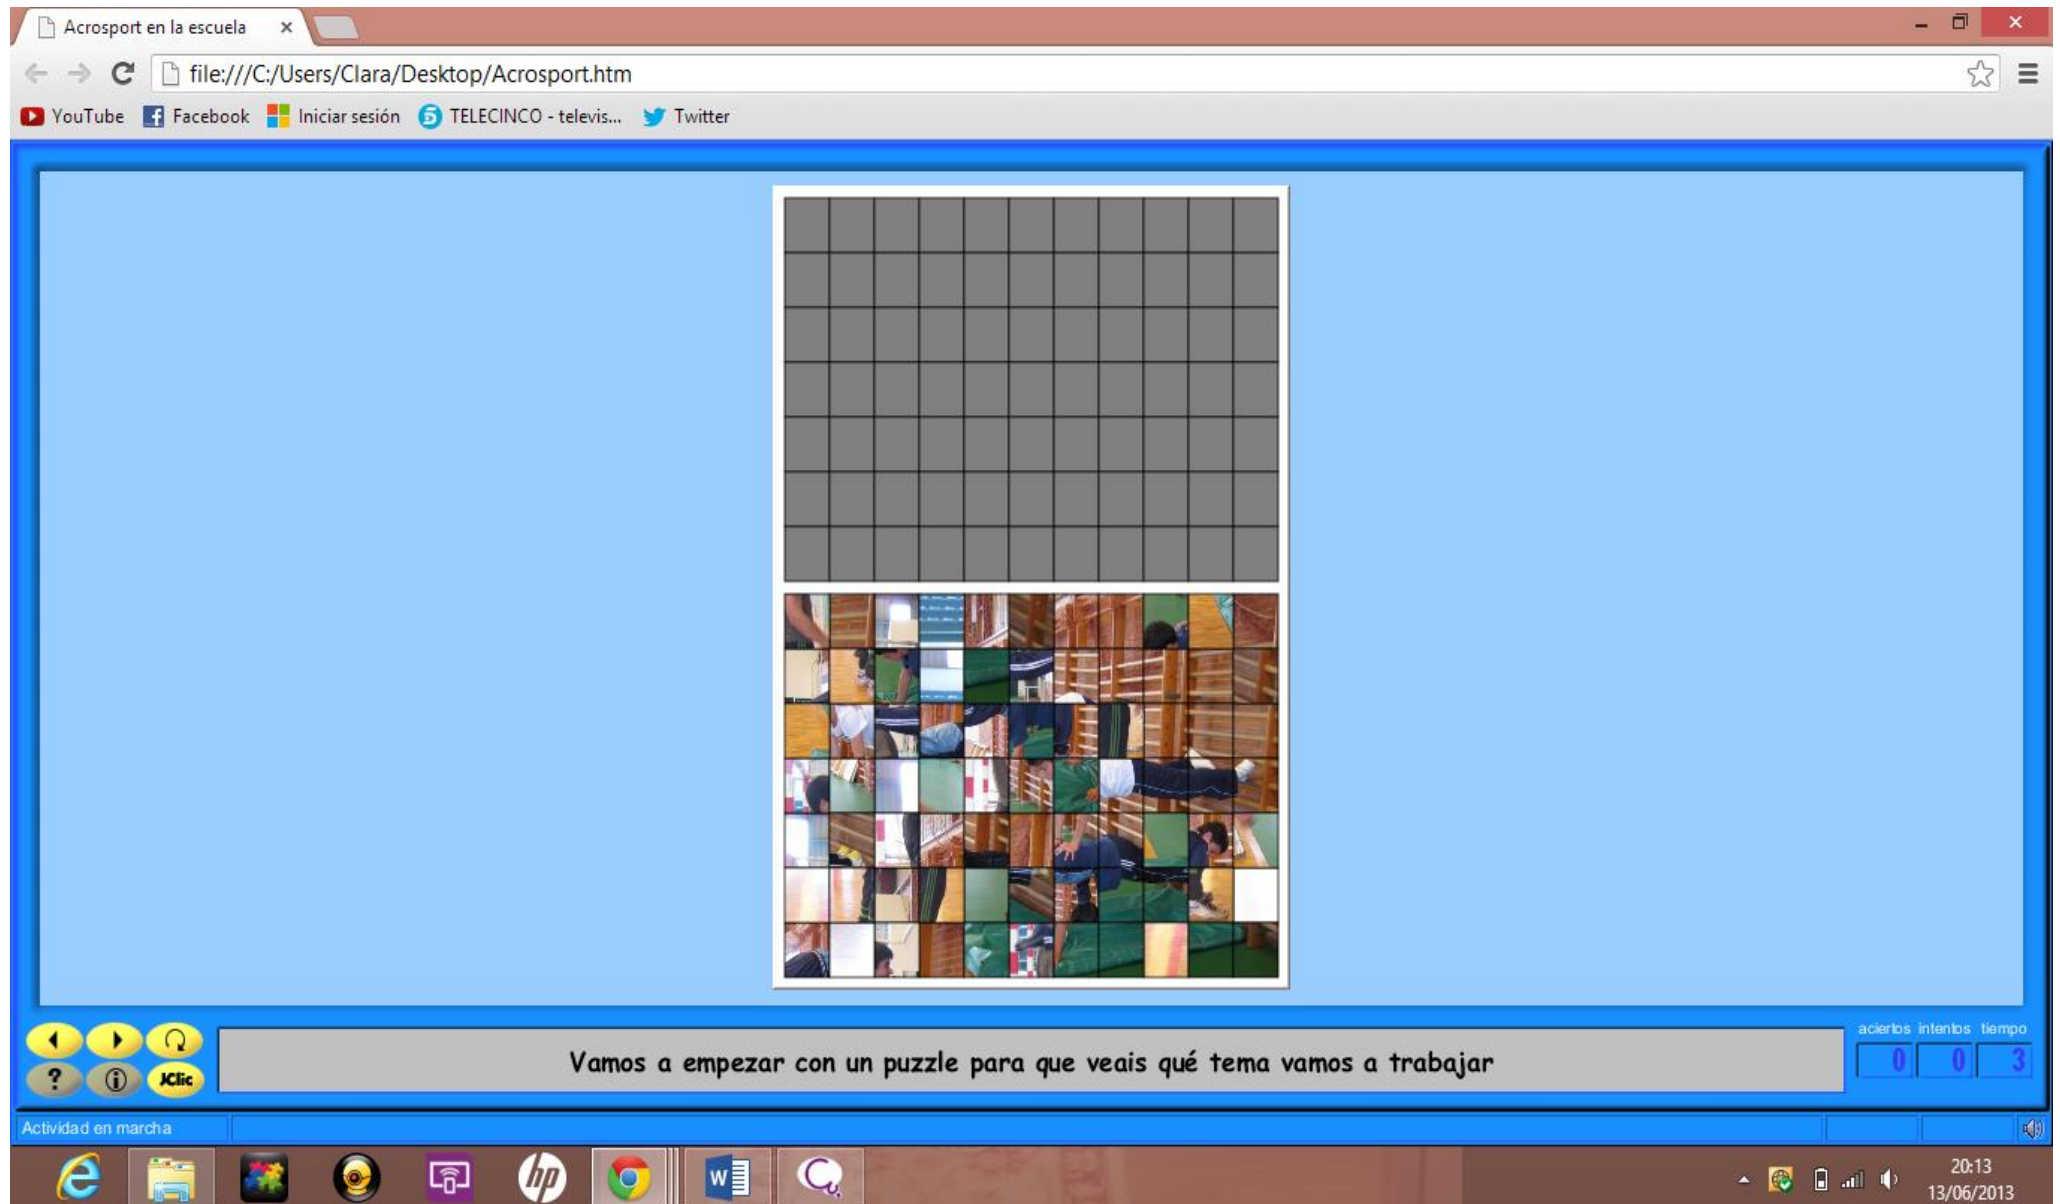 Acrosport en la escuela
file:///C:/Users/Clara/Desktop/Acrosport.htm
YouTube Facebook Iniciar sesión TELECINCO - televis... Twitter
aciertos intentos tiempo
0 0 3
Vamos a empezar con un puzzle para que veais qué tema vamos a trabajar
? i JClic
Actividad en marcha
hp
W
20:13
13/06/2013